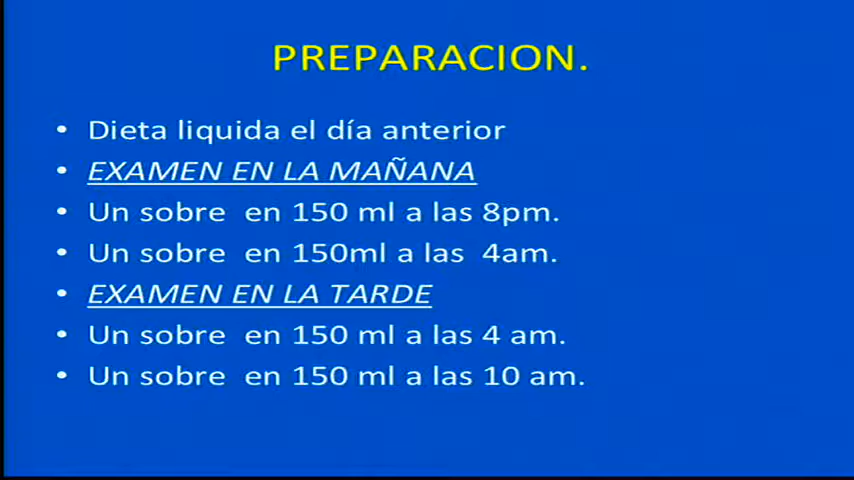 PREPARACION.
• Dieta liquida el día anterior
• EXAMEN EN LA MAÑANA
• Un sobre en 150 ml a las 8pm.
• Un sobre en 150ml a las 4am.
• EXAMEN EN LA TARDE
• Un sobre en 150 ml a las 4 am.
• Un sobre en 150 ml a las 10 am.